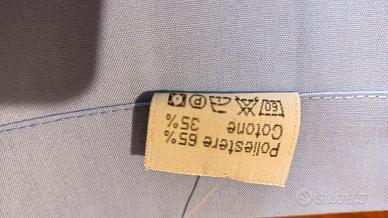 Poliestere 65%
Cotone 35%
60
P
subito